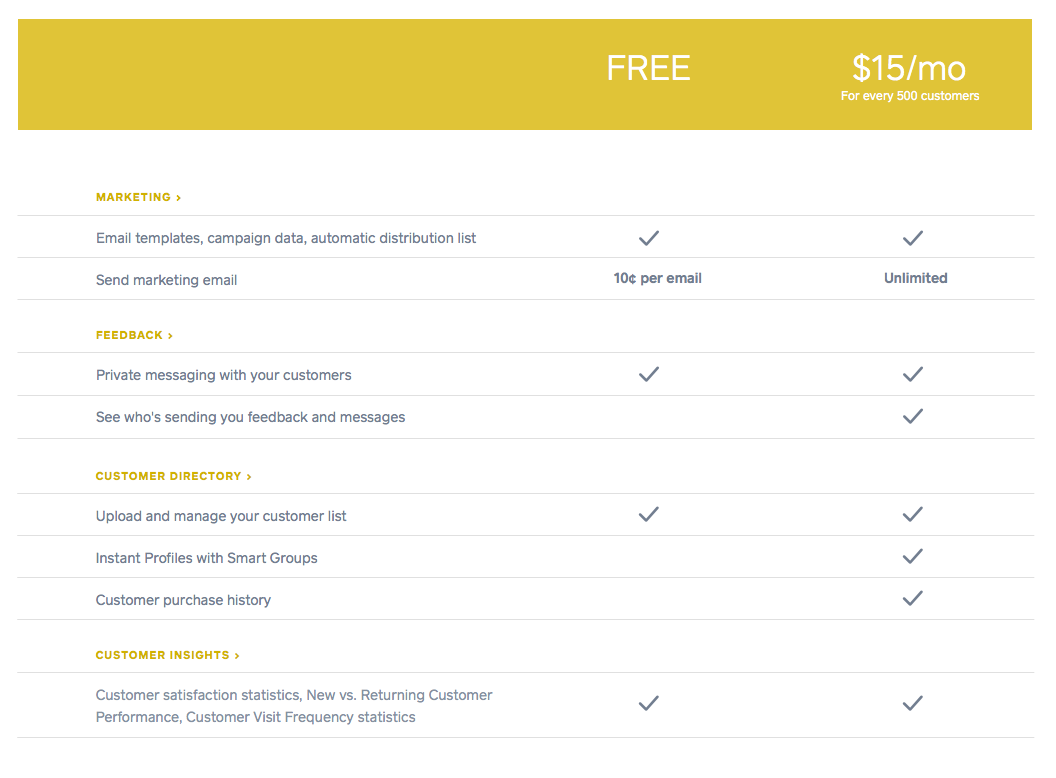 FREE
$15/mo
For every 500 customers
MARKETING ›
Email templates, campaign data, automatic distribution list
Send marketing email
10¢ per email
Unlimited
FEEDBACK ›
Private messaging with your customers
See who's sending you feedback and messages
CUSTOMER DIRECTORY ›
Upload and manage your customer list
Instant Profiles with Smart Groups
Customer purchase history
CUSTOMER INSIGHTS ›
Customer satisfaction statistics, New vs. Returning Customer
Performance, Customer Visit Frequency statistics